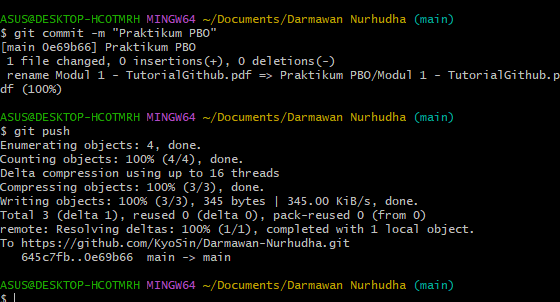 ASUS@DESKTOP-HCOTMRH MINGW64 ~/Documents/Darmawan Nurhudha (main)
$ git commit -m "Praktikum PBO"
[main 0e69b66] Praktikum PBO
 1 file changed, 0 insertions(+), 0 deletions(-)
 rename Modul 1 - TutorialGithub.pdf => Praktikum PBO/Modul 1 - TutorialGithub.p
df (100%)
ASUS@DESKTOP-HCOTMRH MINGW64 ~/Documents/Darmawan Nurhudha (main)
$ git push
Enumerating objects: 4, done.
Counting objects: 100% (4/4), done.
Delta compression using up to 16 threads
Compressing objects: 100% (3/3), done.
Writing objects: 100% (3/3), 345 bytes | 345.00 KiB/s, done.
Total 3 (delta 1), reused 0 (delta 0), pack-reused 0 (from 0)
remote: Resolving deltas: 100% (1/1), completed with 1 local object.
To https://github.com/KyoSin/Darmawan-Nurhudha.git
   645c7fb..0e69b66  main -> main
ASUS@DESKTOP-HCOTMRH MINGW64 ~/Documents/Darmawan Nurhudha (main)
$